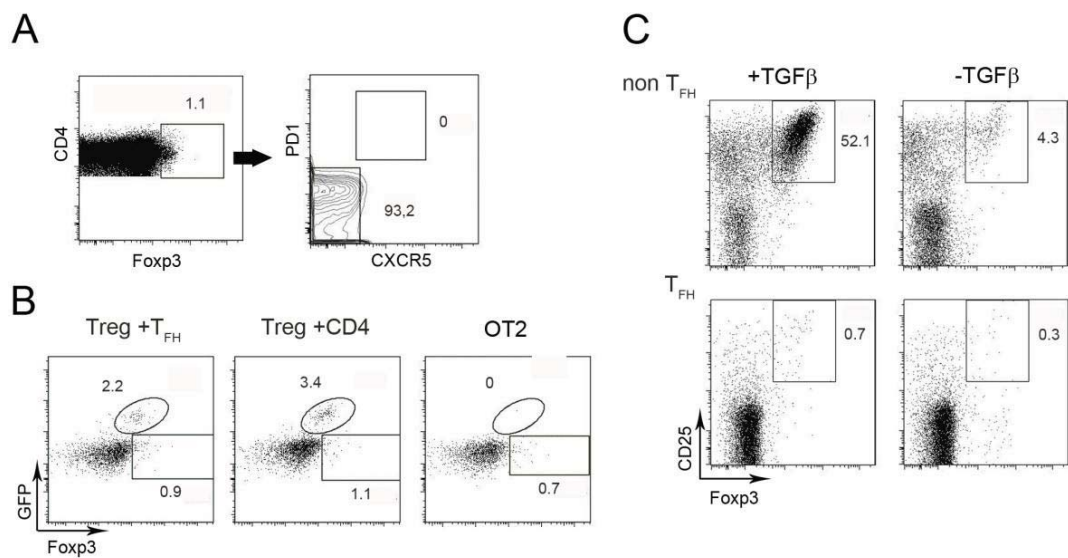 A
1.1
CD4
Foxp3
PD1
0
93,2
CXCR5
B
Treg +TFH
Treg +CD4
OT2
2.2
3.4
0
0.9
1.1
0.7
GFP
Foxp3
C
non TFH
+TGFβ
-TGFβ
52.1
4.3
TFH
0.7
0.3
CD25
Foxp3